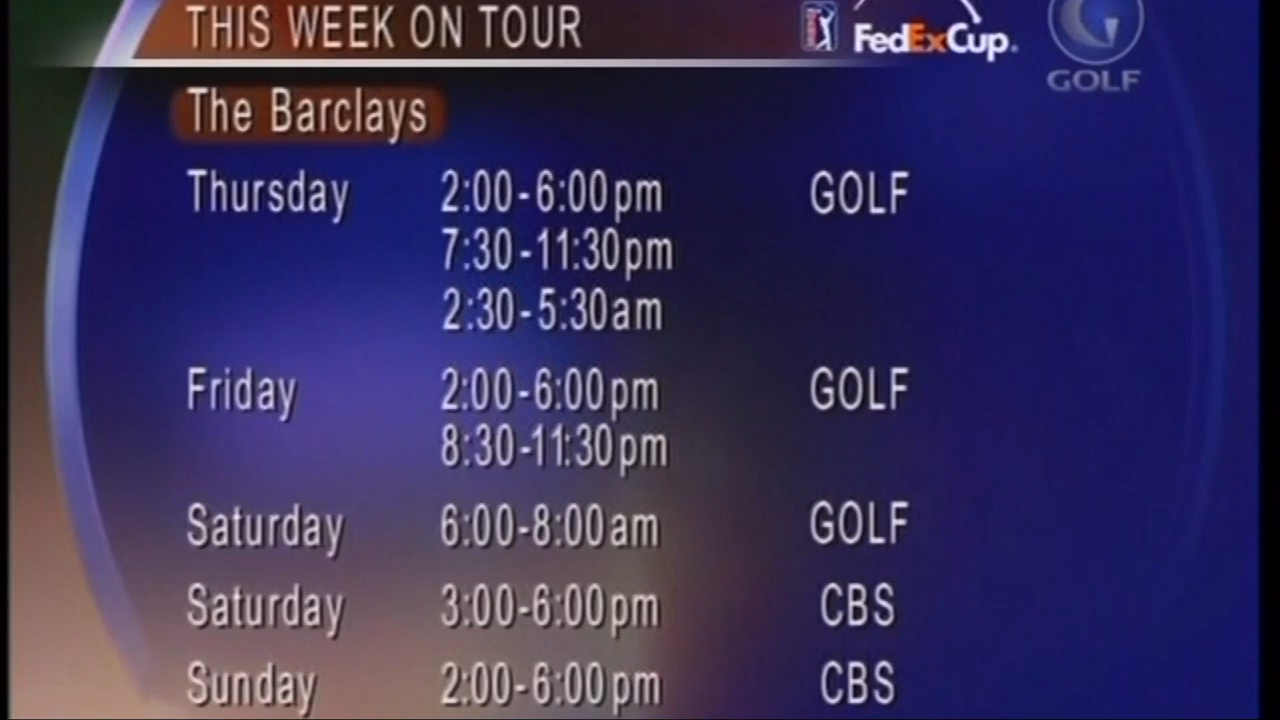 THIS WEEK ON TOUR
FedExCup.
GOLF
The Barclays
Thursday 2:00-6:00pm GOLF
7:30-11:30pm
2:30-5:30am
Friday 2:00-6:00pm GOLF
8:30-11:30pm
Saturday 6:00-8:00am GOLF
Saturday 3:00-6:00pm CBS
Sunday 2:00-6:00pm CBS